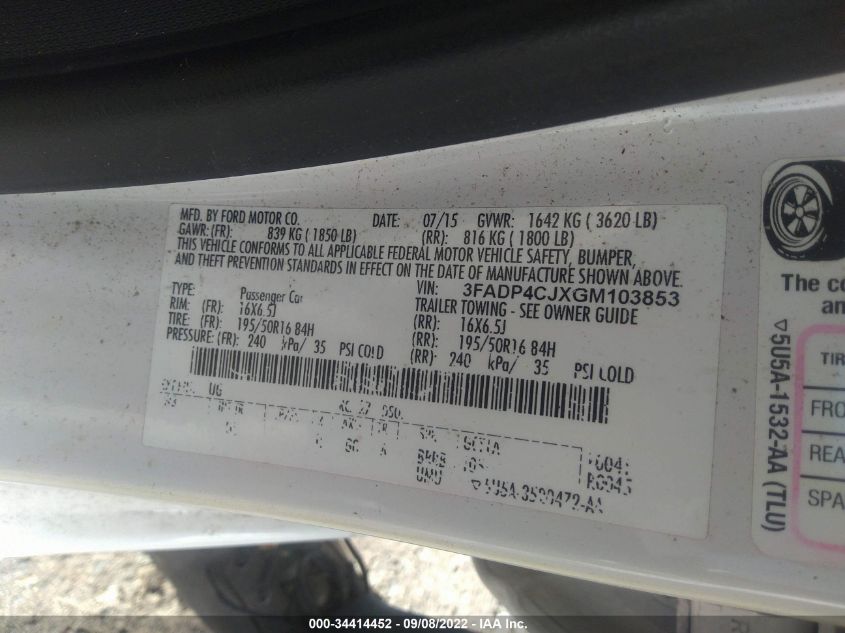 MFD. BY FORD MOTOR CO. DATE: 07/15 GVWR: 1642 KG ( 3620 LB)
GAWR: (FR): 839 KG ( 1850 LB) (RR): 816 KG ( 1800 LB)
THIS VEHICLE CONFORMS TO ALL APPLICABLE FEDERAL MOTOR VEHICLE SAFETY, BUMPER,
AND THEFT PREVENTION STANDARDS IN EFFECT ON THE DATE OF MANUFACTURE SHOWN ABOVE.
VIN: 3FADP4CJXGM103853
TYPE: Passenger Car TRAILER TOWING - SEE OWNER GUIDE
RIM: (FR): 16X6.5J (RR): 16X6.5J
TIRE: (FR): 195/50R16 84H (RR): 195/50R16 84H
PRESSURE: (FR): 240 kPa/ 35 PSI COLD (RR): 240 kPa/ 35 PSI COLD
UG
UMU ▽5U5A-3500472-AA
The co
an
TIR
FRO
REA
SPA
▽5U5A-1532-AA (TLU)
000-34414452 - 09/08/2022 - IAA Inc.